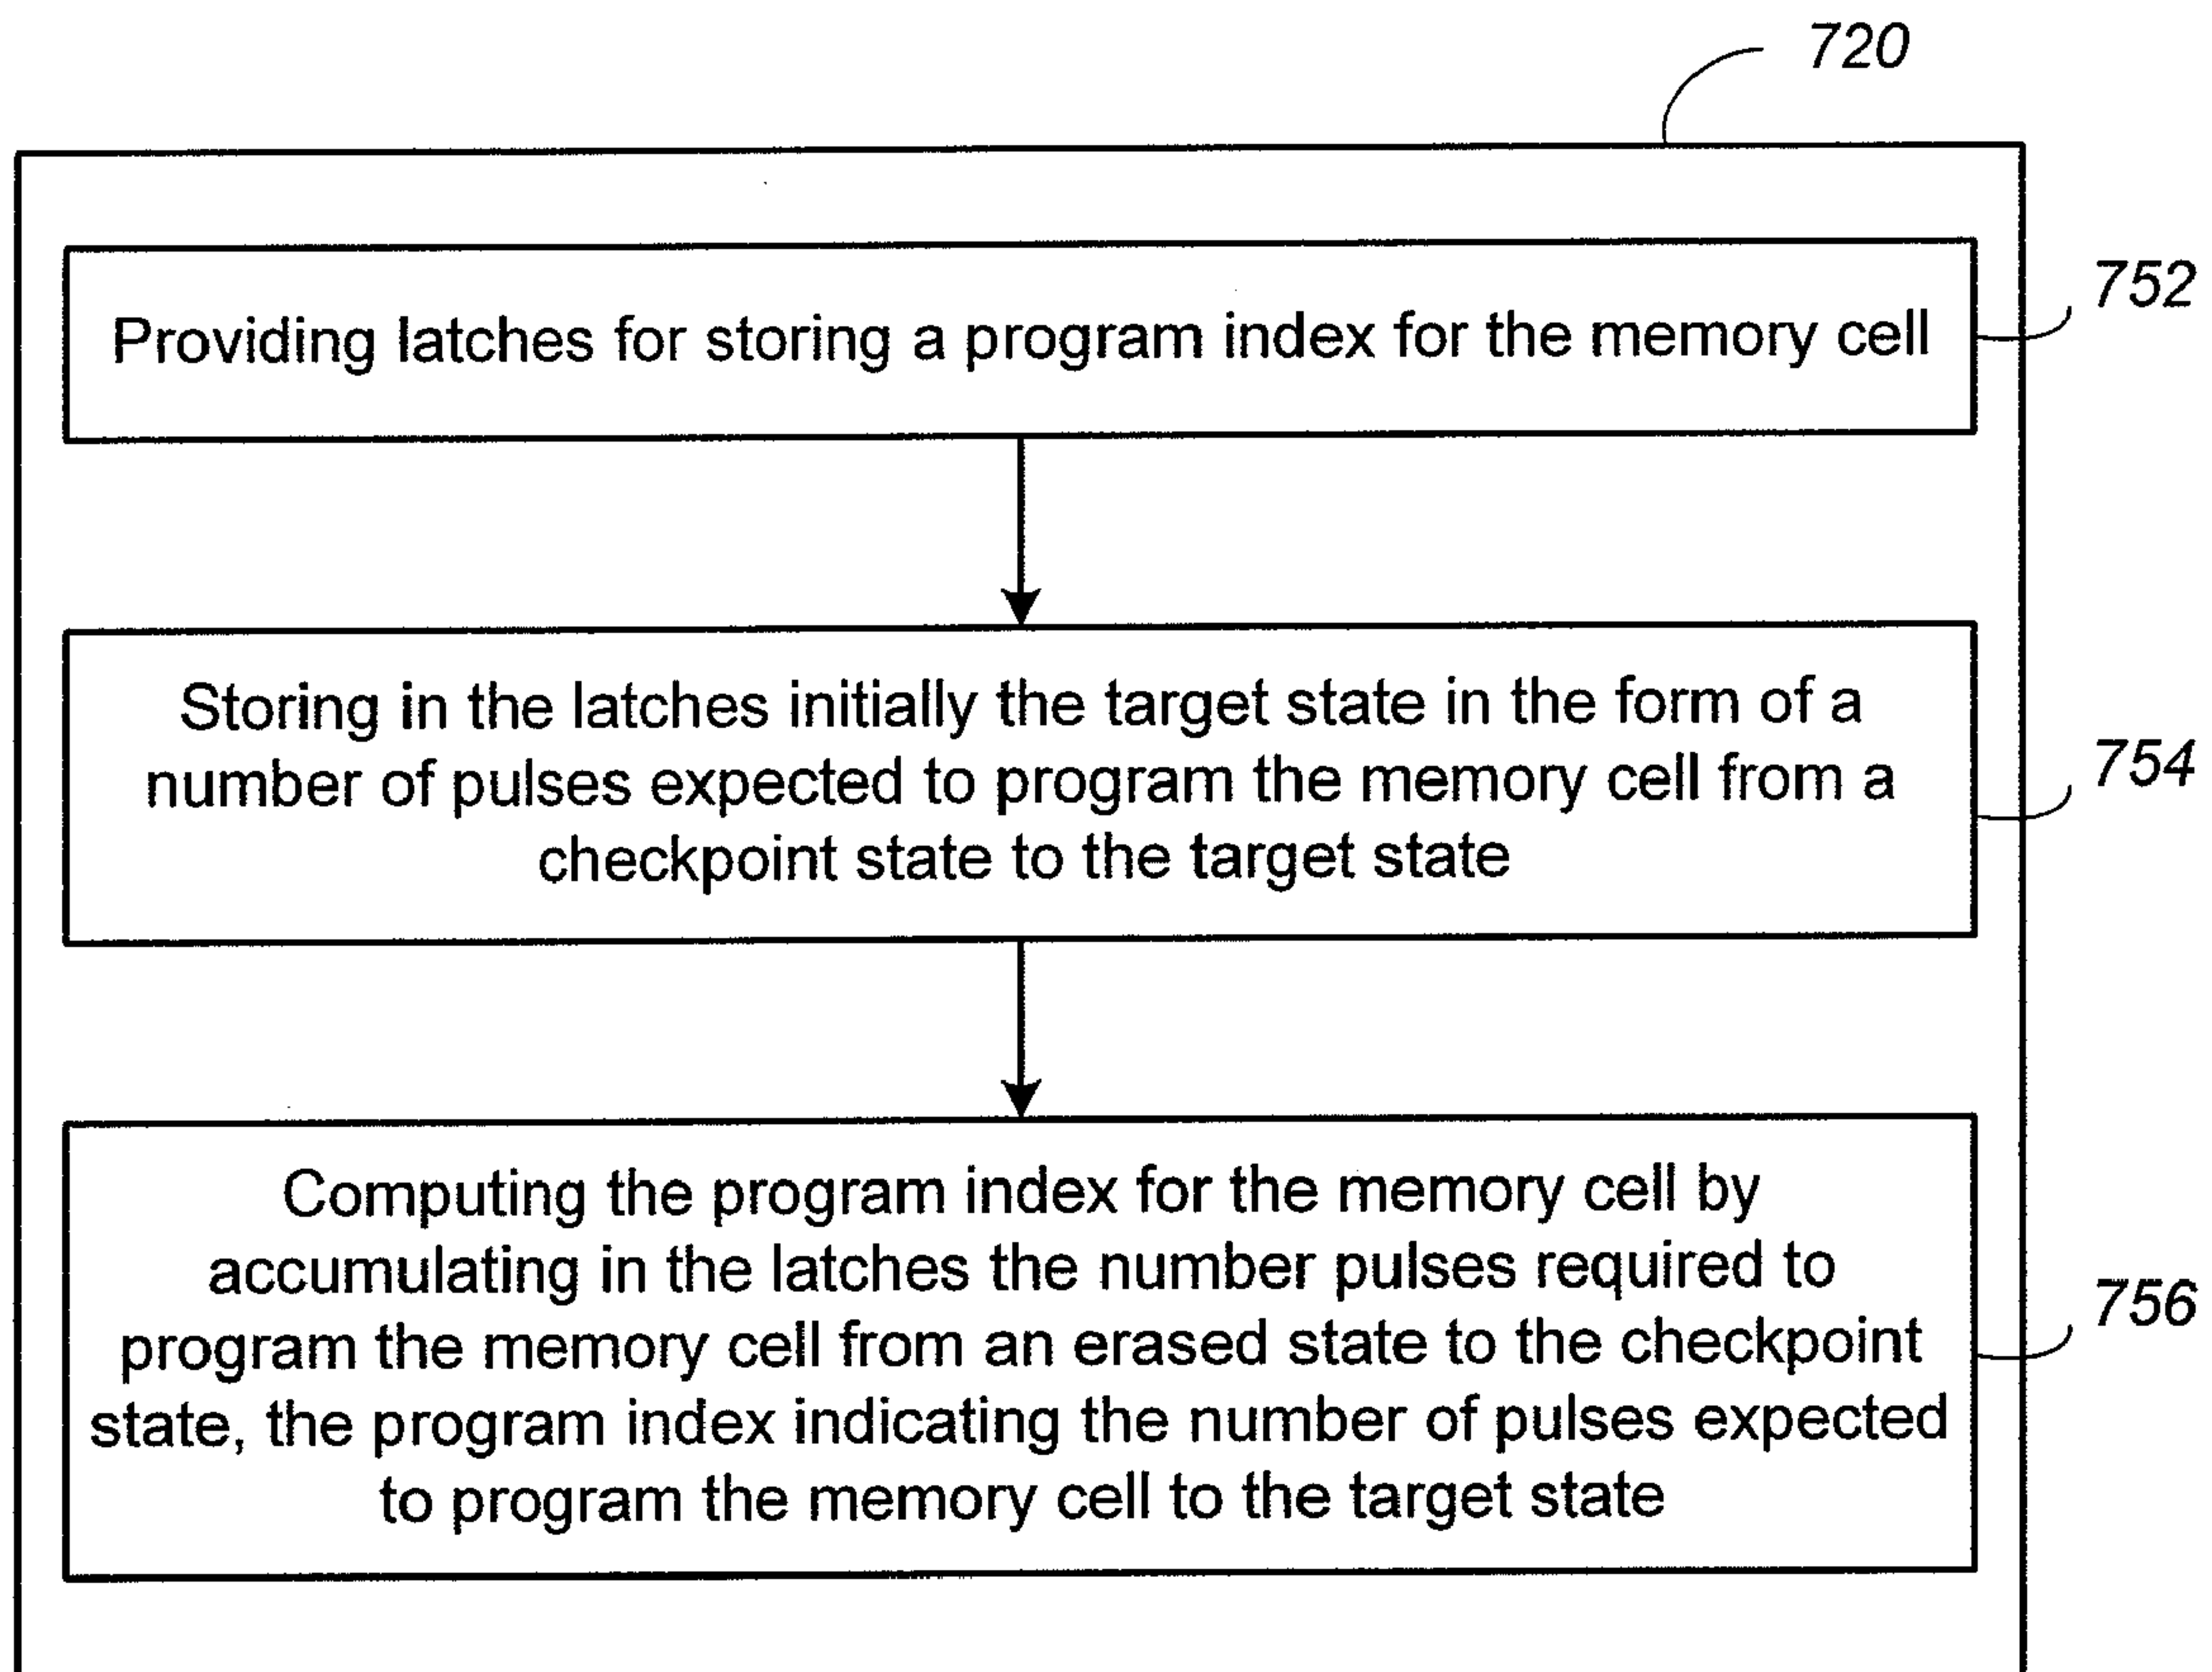 720
Providing latches for storing a program index for the memory cell
752
Storing in the latches initially the target state in the form of a
number of pulses expected to program the memory cell from a
checkpoint state to the target state
754
Computing the program index for the memory cell by
accumulating in the latches the number pulses required to
program the memory cell from an erased state to the checkpoint
state, the program index indicating the number of pulses expected
to program the memory cell to the target state
756